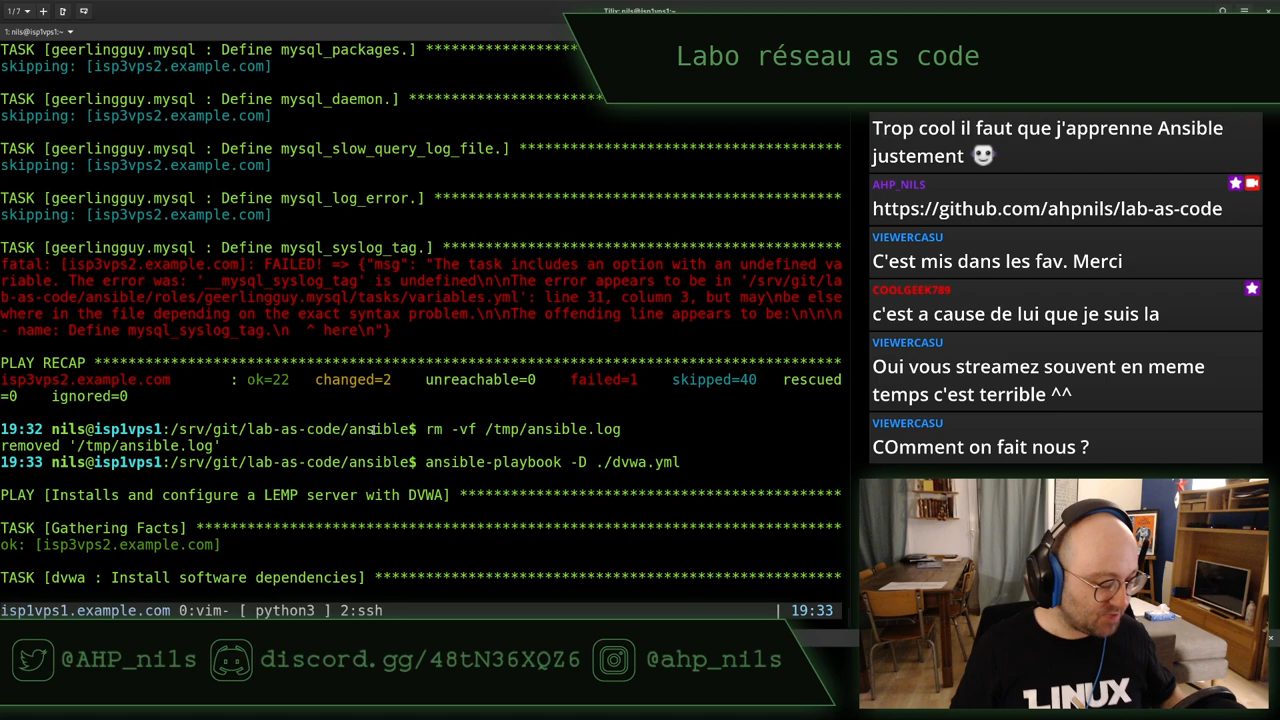 1/7
Tilix: nils@isp1vps1:~
1: nils@isp1vps1:~
Labo réseau as code
TASK [geerlingguy.mysql : Define mysql_packages.] **********************
skipping: [isp3vps2.example.com]
TASK [geerlingguy.mysql : Define mysql_daemon.] *************************
skipping: [isp3vps2.example.com]
TASK [geerlingguy.mysql : Define mysql_slow_query_log_file.] ***************************************
skipping: [isp3vps2.example.com]
TASK [geerlingguy.mysql : Define mysql_log_error.] *************************************************
skipping: [isp3vps2.example.com]
TASK [geerlingguy.mysql : Define mysql_syslog_tag.] ***********************************************
fatal: [isp3vps2.example.com]: FAILED! => {"msg": "The task includes an option with an undefined va
riable. The error was: '__mysql_syslog_tag' is undefined\n\nThe error appears to be in '/srv/git/la
b-as-code/ansible/roles/geerlingguy.mysql/tasks/variables.yml': line 31, column 3, but may\nbe else
where in the file depending on the exact syntax problem.\n\nThe offending line appears to be:\n\n\n
- name: Define mysql_syslog_tag.\n  ^ here\n"}
PLAY RECAP ****************************************************************************************
isp3vps2.example.com       : ok=22   changed=2    unreachable=0    failed=1    skipped=40   rescued
=0    ignored=0
19:32 nils@isp1vps1:/srv/git/lab-as-code/ansible$ rm -vf /tmp/ansible.log
removed '/tmp/ansible.log'
19:33 nils@isp1vps1:/srv/git/lab-as-code/ansible$ ansible-playbook -D ./dvwa.yml
PLAY [Installs and configure a LEMP server with DVWA] *********************************************
TASK [Gathering Facts] ****************************************************************************
ok: [isp3vps2.example.com]
TASK [dvwa : Install software dependencies] *******************************************************
isp1vps1.example.com 0:vim- [ python3 ] 2:ssh | 19:33
Trop cool il faut que j'apprenne Ansible
justement
AHP_NILS
https://github.com/ahpnils/lab-as-code
VIEWERCASU
C'est mis dans les fav. Merci
COOLGEEK789
c'est a cause de lui que je suis la
VIEWERCASU
Oui vous streamez souvent en meme
temps c'est terrible ^^
VIEWERCASU
COmment on fait nous ?
LINUX
@AHP_nils discord.gg/48tN36XQZ6 @ahp_nils